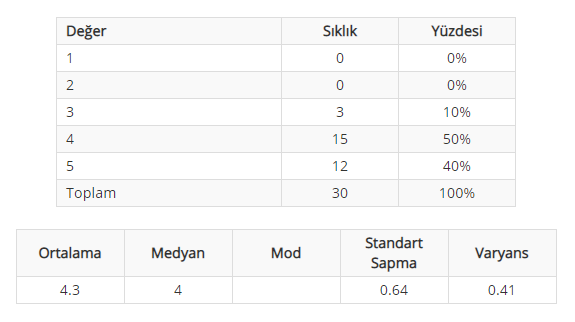 Değer Sıklık Yüzdesi
1 0 0%
2 0 0%
3 3 10%
4 15 50%
5 12 40%
Toplam 30 100%
Ortalama Medyan Mod Standart Sapma Varyans
4.3 4 0.64 0.41